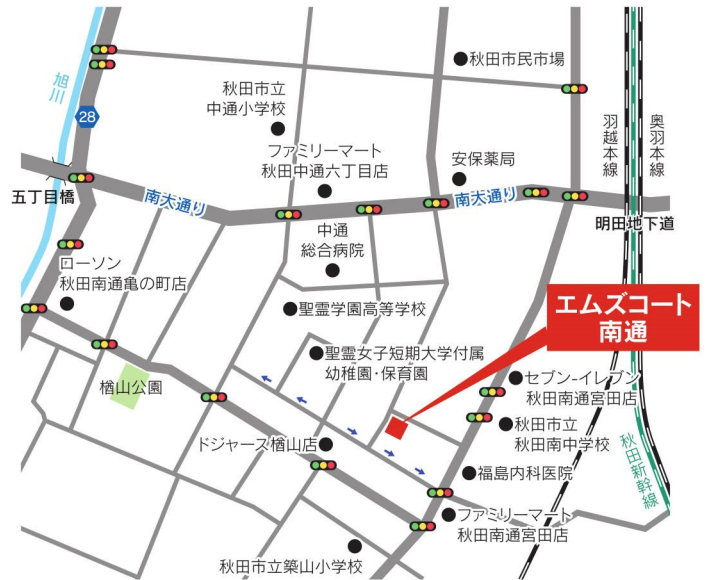 秋田市民市場
旭川
秋田市立
中通小学校
28
羽越本線
奥羽本線
ファミリーマート
秋田中通六丁目店
安保薬局
五丁目橋
南大通り
南大通り
明田地下道
中通
総合病院
ローソン
秋田南通亀の町店
聖霊学園高等学校
エムズコート
南通
聖霊女子短期大学付属
幼稚園・保育園
楢山公園
セブン-イレブン
秋田南通宮田店
秋田市立
秋田南中学校
ドジャース楢山店
秋田新幹線
福島内科医院
ファミリーマート
秋田南通宮田店
秋田市立築山小学校